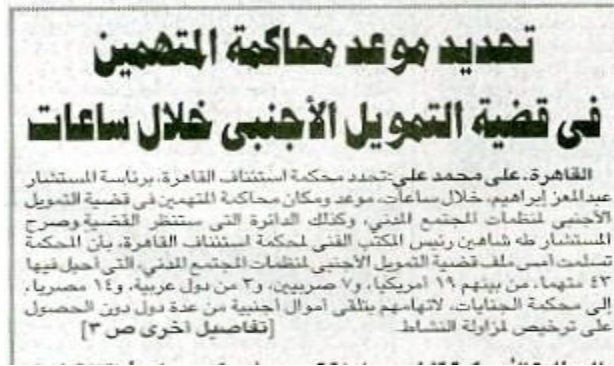 تحديد موعد محاكمة المتهمين
فى قضية التمويل الأجنبى خلال ساعات
القاهرة، على محمد على: تحدد محكمة استئناف القاهرة، برئاسة المستشار
عبدالمعز إبراهيم، خلال ساعات، موعد ومكان محاكمة المتهمين فى قضية التمويل
الأجنبى لمنظمات المجتمع المدنى، وكذلك الدائرة التى ستنظر القضية وصرح
المستشار طه شاهين رئيس المكتب الفنى لمحكمة استئناف القاهرة، بأن المحكمة
تسلمت أمس ملف قضية التمويل الأجنبى لمنظمات المجتمع المدنى، التى أحيل فيها
٤٣ متهما، من بينهم ١٩ أمريكيا، و٧ صربيين، و٣ من دول عربية، و١٤ مصريا،
إلى محكمة الجنايات، لاتهامهم بتلقى أموال أجنبية من عدة دول دون الحصول
على ترخيص لمزاولة النشاط. [تفاصيل أخرى ص ٣]